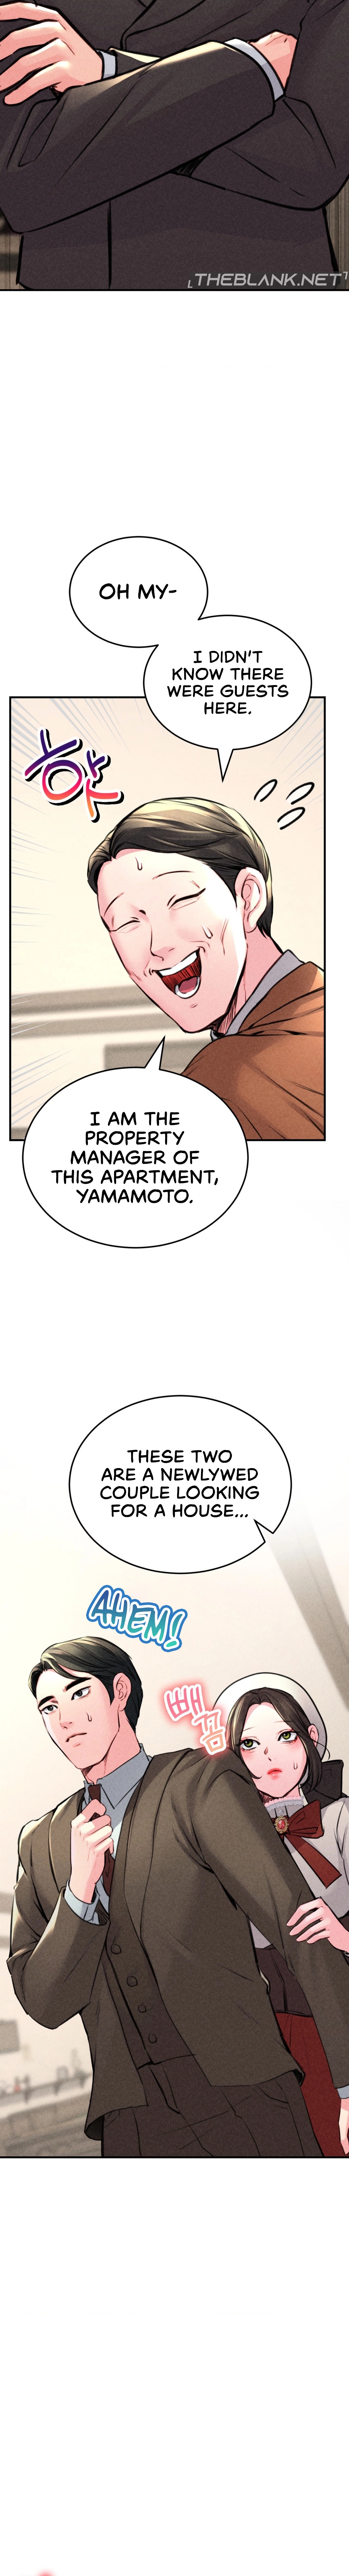 THEBLANK.NET
OH MY-
I DIDN'T
KNOW THERE
WERE GUESTS
HERE.
핫
I AM THE
PROPERTY
MANAGER OF
THIS APARTMENT,
YAMAMOTO.
THESE TWO
ARE A NEWLYWED
COUPLE LOOKING
FOR A HOUSE...
AHEM!
빼
꼼